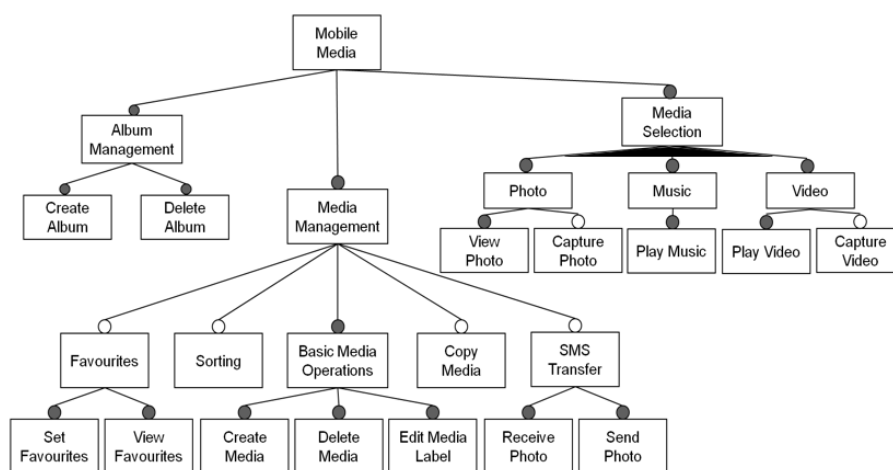 Mobile
Media
Album
Management
Media
Selection
Create
Album
Delete
Album
Media
Management
Photo
Music
Video
View
Photo
Capture
Photo
Play Music
Play Video
Capture
Video
Favourites
Sorting
Basic Media
Operations
Copy
Media
SMS
Transfer
Set
Favourites
View
Favourites
Create
Media
Delete
Media
Edit Media
Label
Receive
Photo
Send
Photo